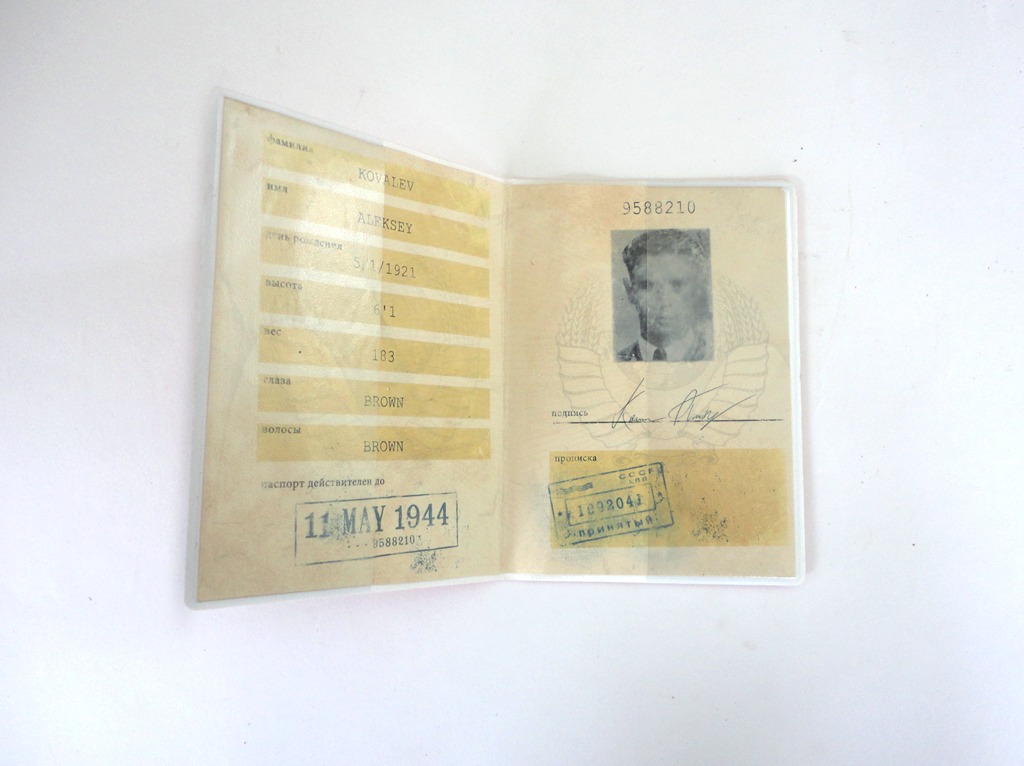 фамилия
KOVALEV
имя
ALEKSEY
день рождения
5/1/1921
высота
6'1
вес
183
глаза
BROWN
волосы
BROWN
паспорт действителен до
11 MAY 1944
9588210
9588210
подпись
прописка
СССР
1092041
принятый